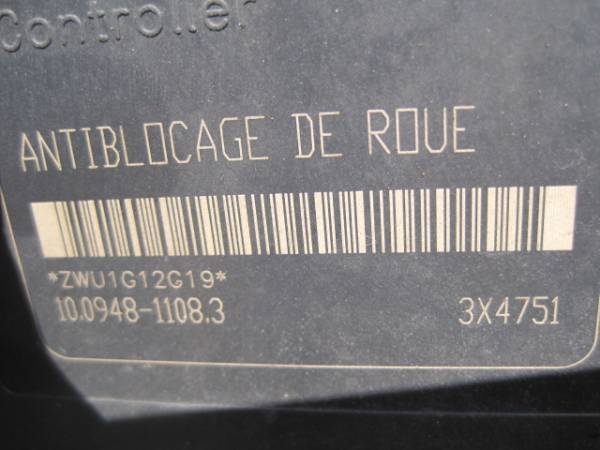 Controller
ANTIBLOCAGE DE ROUE
*ZWU1G12G19*
10.0948-1108.3 3X4751